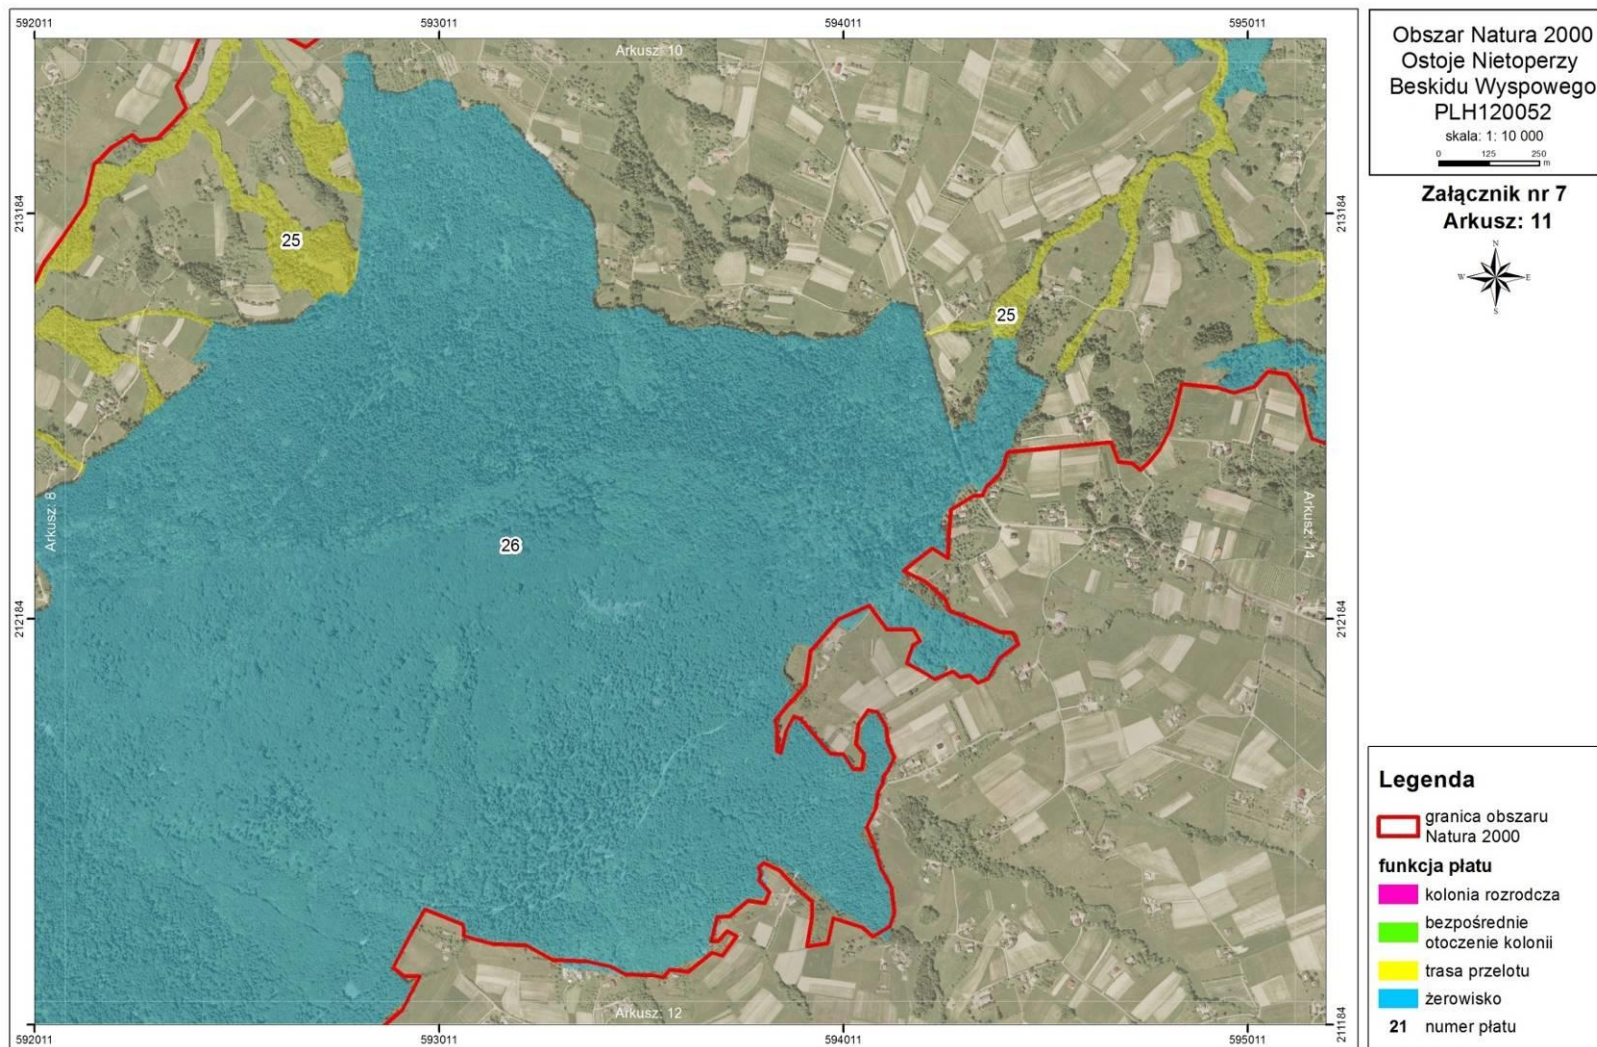 592011
593011
594011
595011
Arkusz: 10
213184
213184
25
25
26
Arkusz: 8
Arkusz: 14
212184
212184
211184
Arkusz: 12
592011
593011
594011
595011
Obszar Natura 2000
Ostoje Nietoperzy
Beskidu Wyspowego
PLH120052
skala: 1: 10 000
0 125 250
m
Załącznik nr 7
Arkusz: 11
N
W E
S
Legenda
granica obszaru
Natura 2000
funkcja płatu
kolonia rozrodcza
bezpośrednie
otoczenie kolonii
trasa przelotu
żerowisko
21 numer płatu